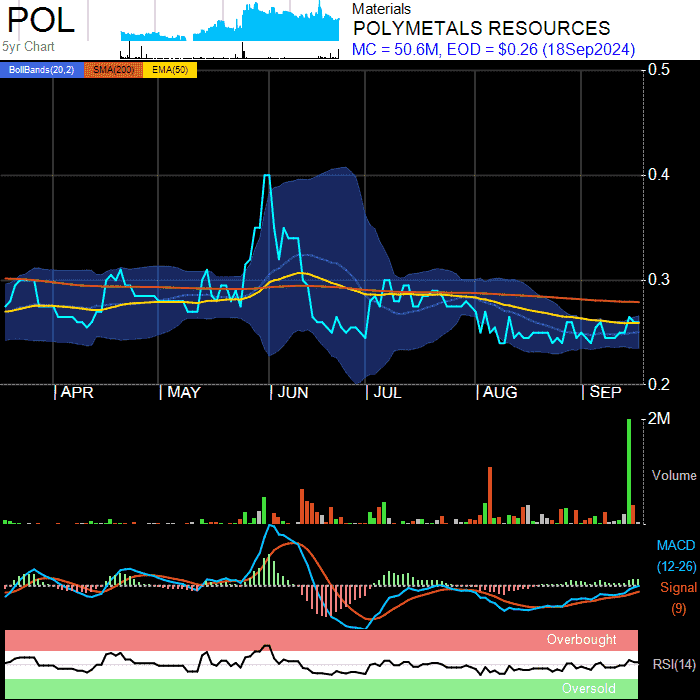 POL
5yr Chart
Materials
POLYMETALS RESOURCES
MC = 50.6M, EOD = $0.26 (18Sep2024)
BollBands(20,2) SMA(200) EMA(50)
0.5
0.4
0.3
0.2
APR MAY JUN JUL AUG SEP
2M
Volume
MACD
(12-26)
Signal
(9)
Overbought
RSI(14)
Oversold